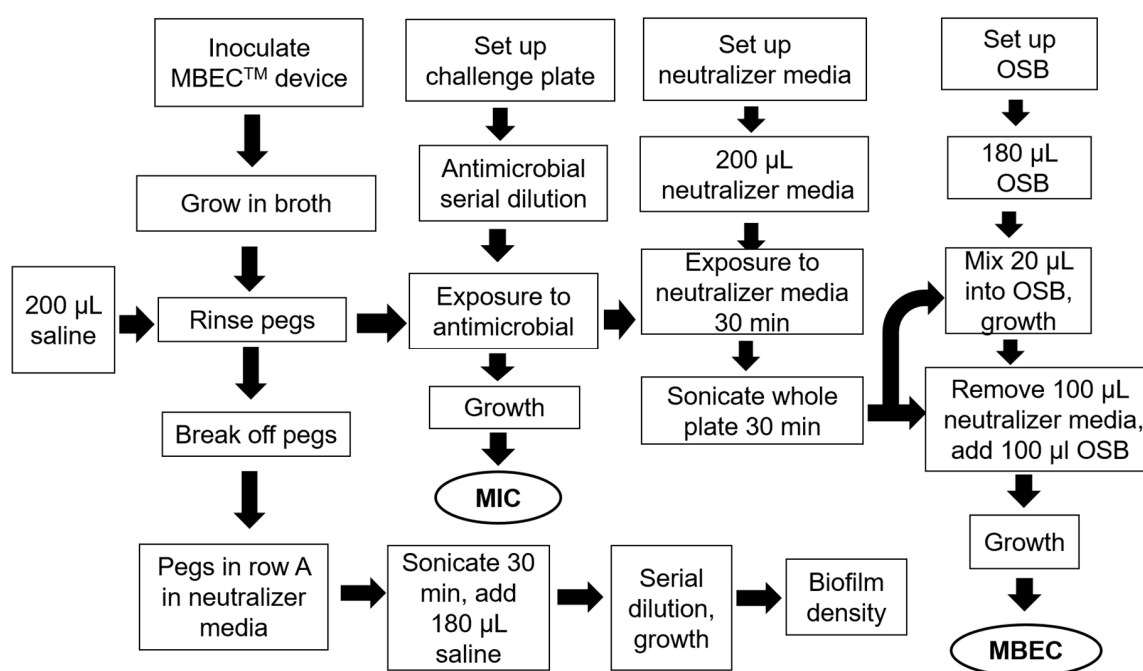 Inoculate
MBEC™ device
Grow in broth
200 µL
saline
Rinse pegs
Break off pegs
Pegs in row A
in neutralizer
media
Sonicate 30
min, add
180 µL
saline
Serial
dilution,
growth
Biofilm
density
Set up
challenge plate
Antimicrobial
serial dilution
Exposure to
antimicrobial
Growth
MIC
Set up
neutralizer media
200 µL
neutralizer media
Exposure to
neutralizer media
30 min
Sonicate whole
plate 30 min
Set up
OSB
180 µL
OSB
Mix 20 µL
into OSB,
growth
Remove 100 µL
neutralizer media,
add 100 µl OSB
Growth
MBEC